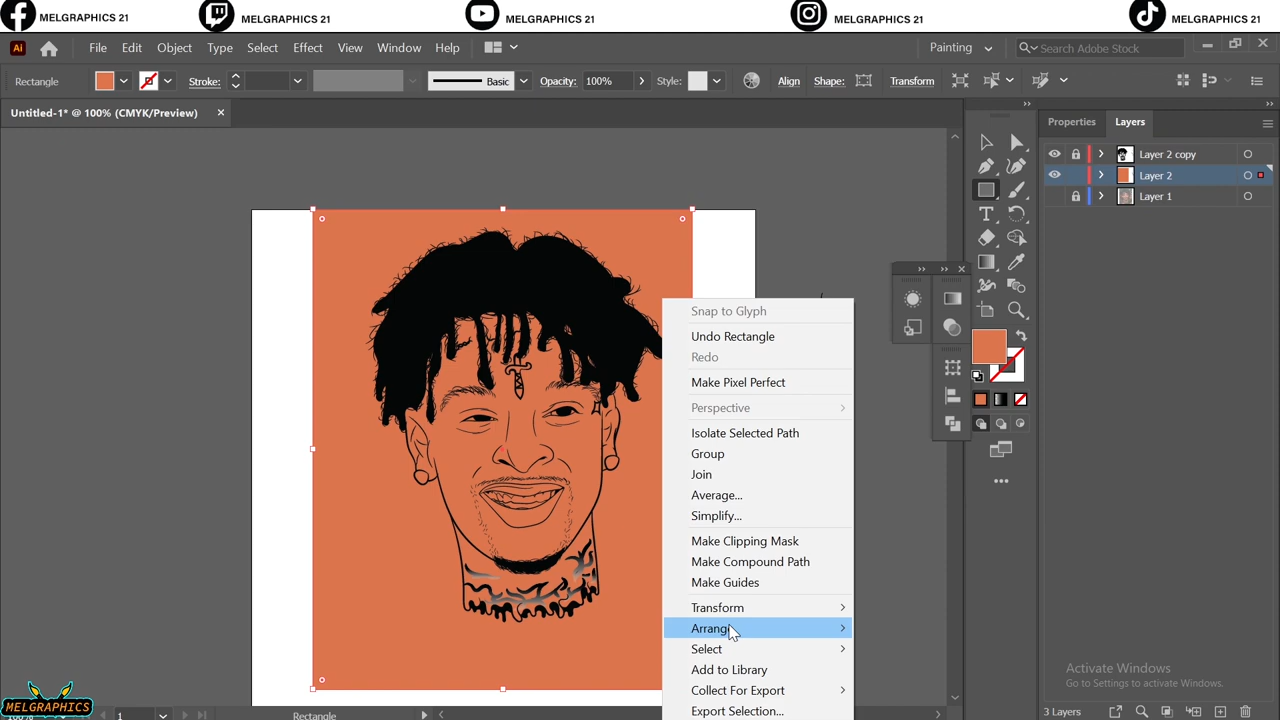 MELGRAPHICS 21
MELGRAPHICS 21
MELGRAPHICS 21
MELGRAPHICS 21
MELGRAPHICS 21
Ai File Edit Object Type Select Effect View Window Help Painting Search Adobe Stock
Rectangle Stroke: Basic Opacity: 100% Style: Align Shape: Transform
Untitled-1* @ 100% (CMYK/Preview)
Properties Layers
Layer 2 copy
Layer 2
Layer 1
Snap to Glyph
Undo Rectangle
Redo
Make Pixel Perfect
Perspective
Isolate Selected Path
Group
Join
Average...
Simplify...
Make Clipping Mask
Make Compound Path
Make Guides
Transform
Select
Add to Library
Collect For Export
Export Selection...
Activate Windows
Go to Settings to activate Windows.
MELGRAPHICS
1 Rectangle
3 Layers